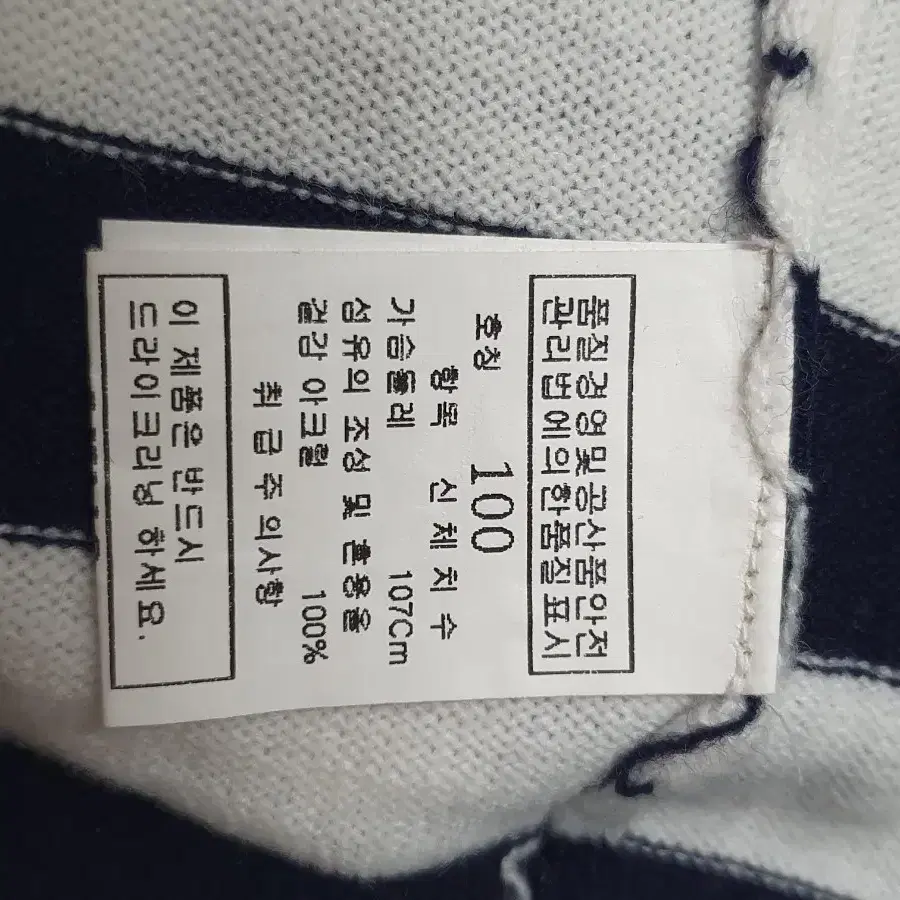 품질경영및공산품안전
관리법에의한품질표시
호칭 100
항목 신체치수
가슴둘레 107Cm
섬유의 조성 및 혼용율
겉감 아크릴 100%
취급주의사항
이 제품은 반드시
드라이크리닝 하세요.